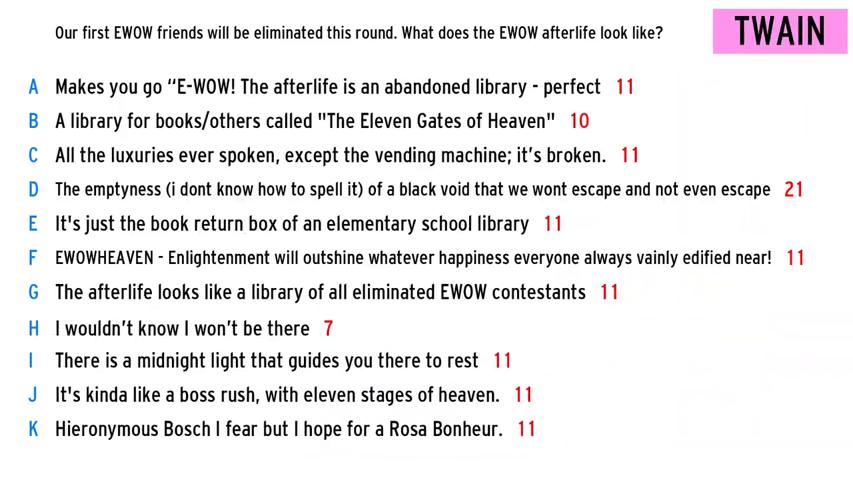 Our first EWOW friends will be eliminated this round. What does the EWOW afterlife look like?
TWAIN
A Makes you go “E-WOW! The afterlife is an abandoned library - perfect 11
B A library for books/others called "The Eleven Gates of Heaven" 10
C All the luxuries ever spoken, except the vending machine; it’s broken. 11
D The emptyness (i dont know how to spell it) of a black void that we wont escape and not even escape 21
E It's just the book return box of an elementary school library 11
F EWOWHEAVEN - Enlightenment will outshine whatever happiness everyone always vainly edified near! 11
G The afterlife looks like a library of all eliminated EWOW contestants 11
H I wouldn’t know I won’t be there 7
I There is a midnight light that guides you there to rest 11
J It's kinda like a boss rush, with eleven stages of heaven. 11
K Hieronymous Bosch I fear but I hope for a Rosa Bonheur. 11